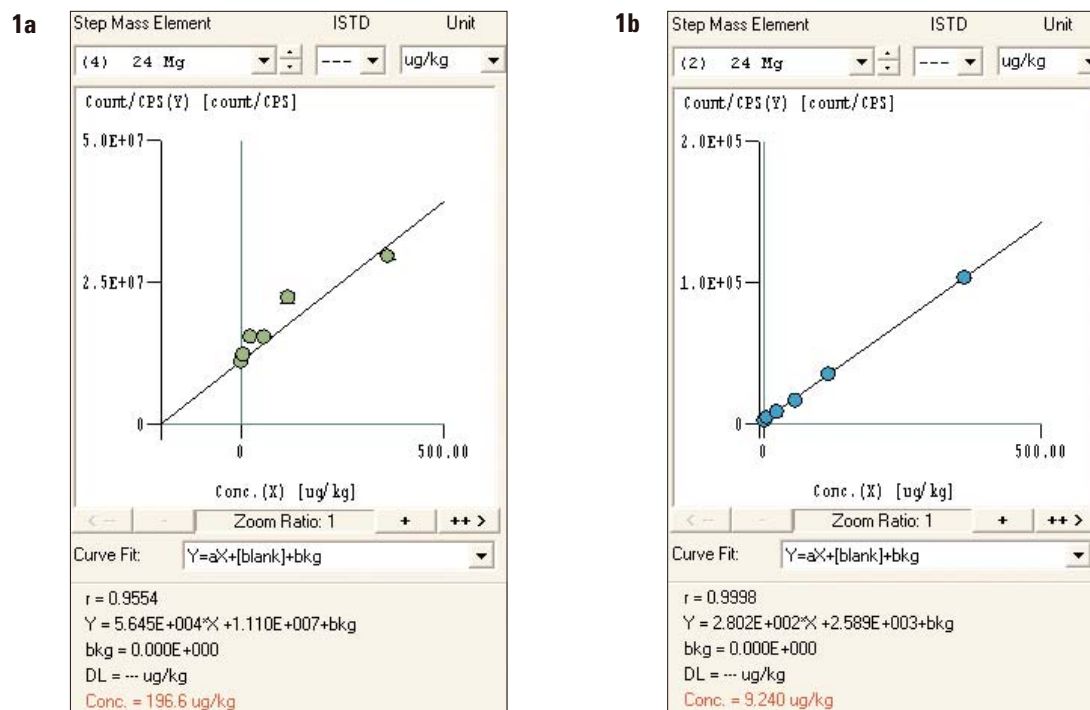 1a
Step Mass Element ISTD Unit
(4) 24 Mg --- ug/kg
Count/CPS(Y) [count/CPS]
5.0E+07
2.5E+07
0
0 500.00
Conc.(X) [ug/kg]
< -- - Zoom Ratio: 1 + ++ >
Curve Fit: Y=aX+[blank]+bkg
r = 0.9554
Y = 5.645E+004*X +1.110E+007+bkg
bkg = 0.000E+000
DL = --- ug/kg
Conc. = 196.6 ug/kg
1b
Step Mass Element ISTD Unit
(2) 24 Mg --- ug/kg
Count/CPS(Y) [count/CPS]
2.0E+05
1.0E+05
0
0 500.00
Conc.(X) [ug/kg]
< -- - Zoom Ratio: 1 + ++ >
Curve Fit: Y=aX+[blank]+bkg
r = 0.9998
Y = 2.802E+002*X +2.589E+003+bkg
bkg = 0.000E+000
DL = --- ug/kg
Conc. = 9.240 ug/kg